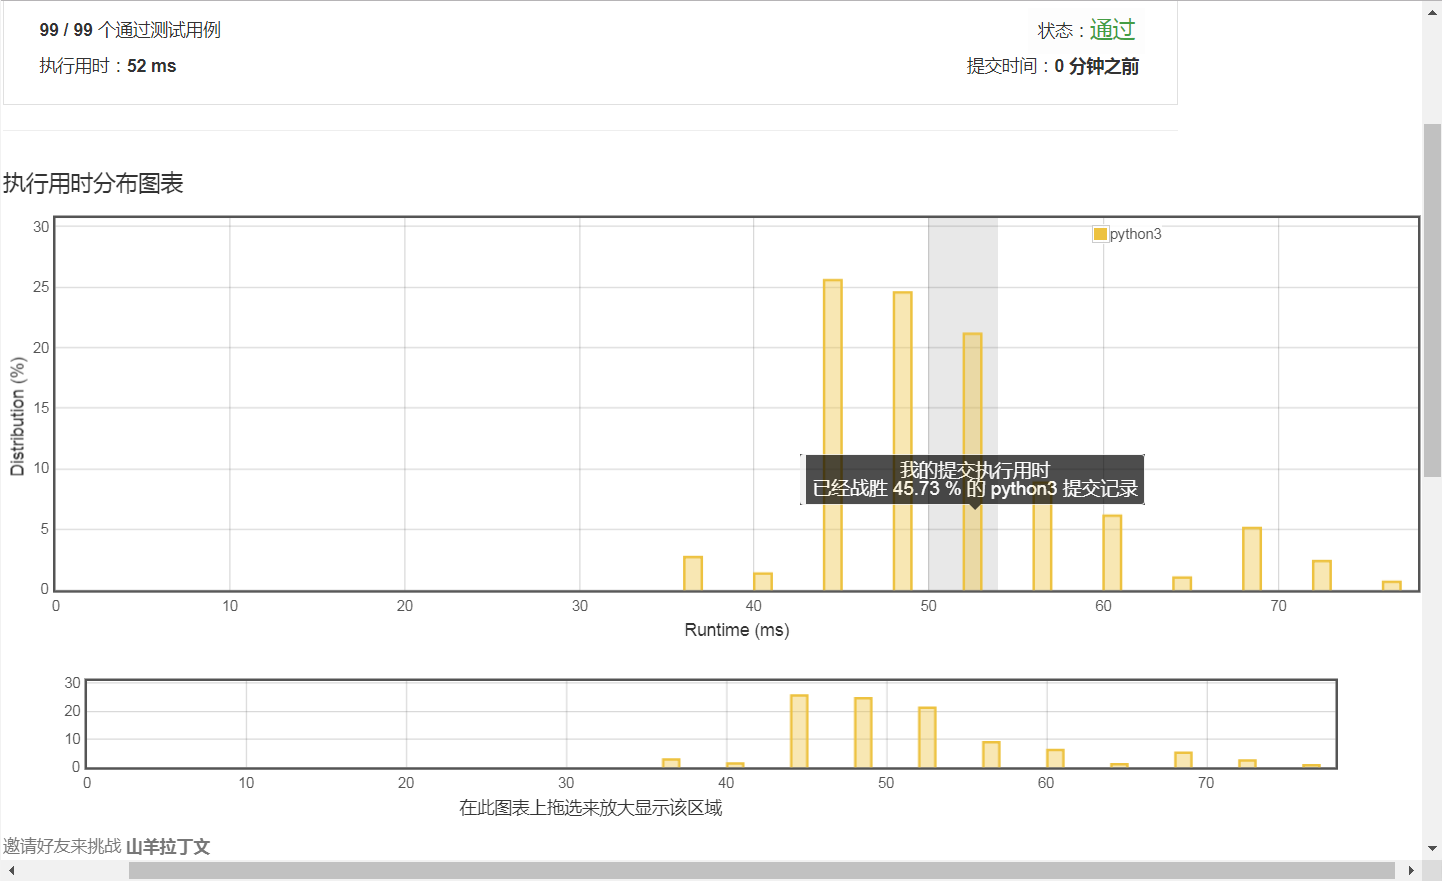 99 / 99 个通过测试用例
状态：通过
执行用时：52 ms
提交时间：0 分钟之前
执行用时分布图表
30
25
20
15
10
5
0
Distribution (%)
python3
我的提交执行用时
已经战胜 45.73 % 的 python3 提交记录
0 10 20 30 40 50 60 70
Runtime (ms)
30
20
10
0
0 10 20 30 40 50 60 70
在此图表上拖选来放大显示该区域
邀请好友来挑战 山羊拉丁文